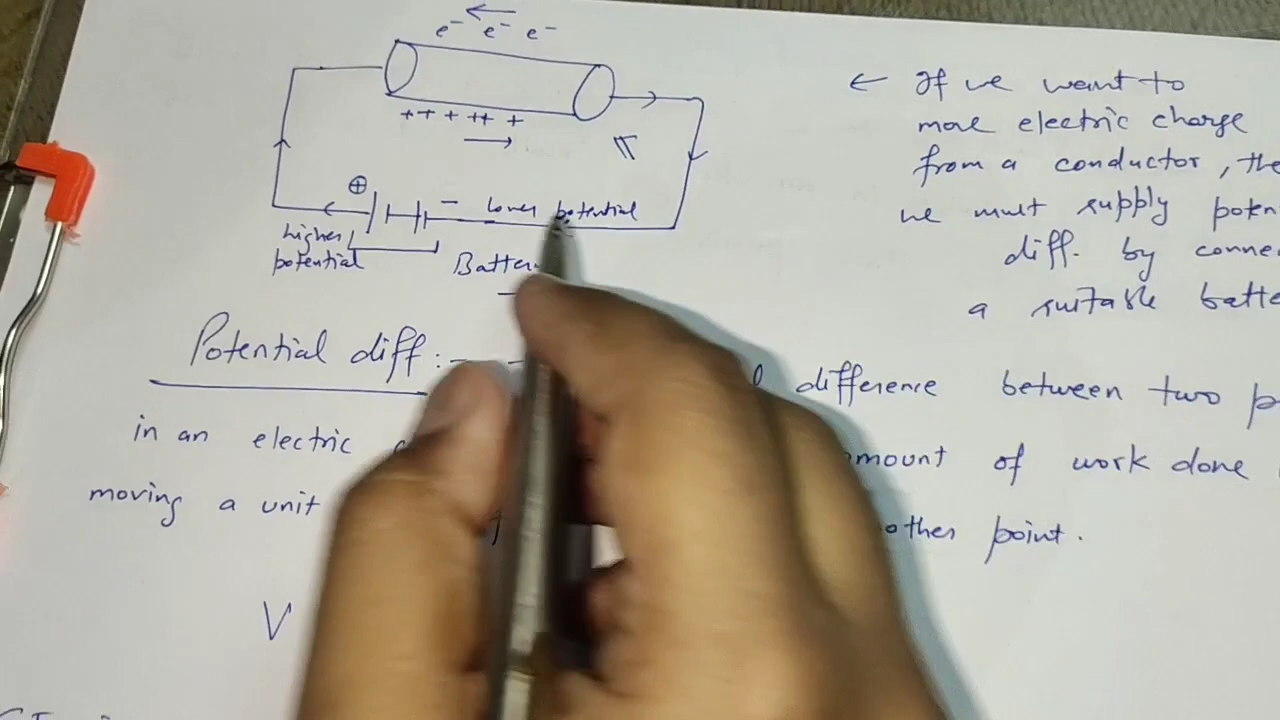 e⁻ e⁻ e⁻
++ + ++ +
⊕ − lower potential
higher potential
Battery
← If we want to
move electric charge
from a conductor, the
we must supply poten
diff. by conne
a suitable batte
Potential diff :- difference between two p
in an electric amount of work done
moving a unit other point.
V